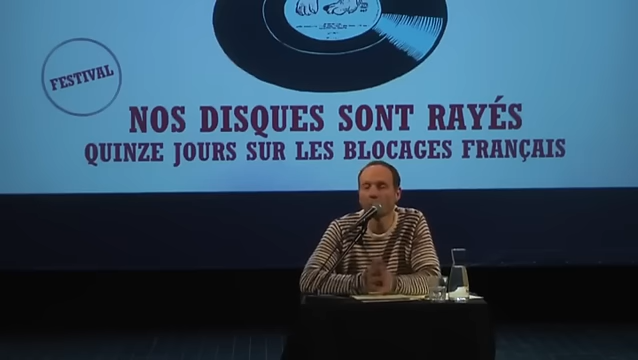 FESTIVAL
NOS DISQUES SONT RAYÉS
QUINZE JOURS SUR LES BLOCAGES FRANÇAIS